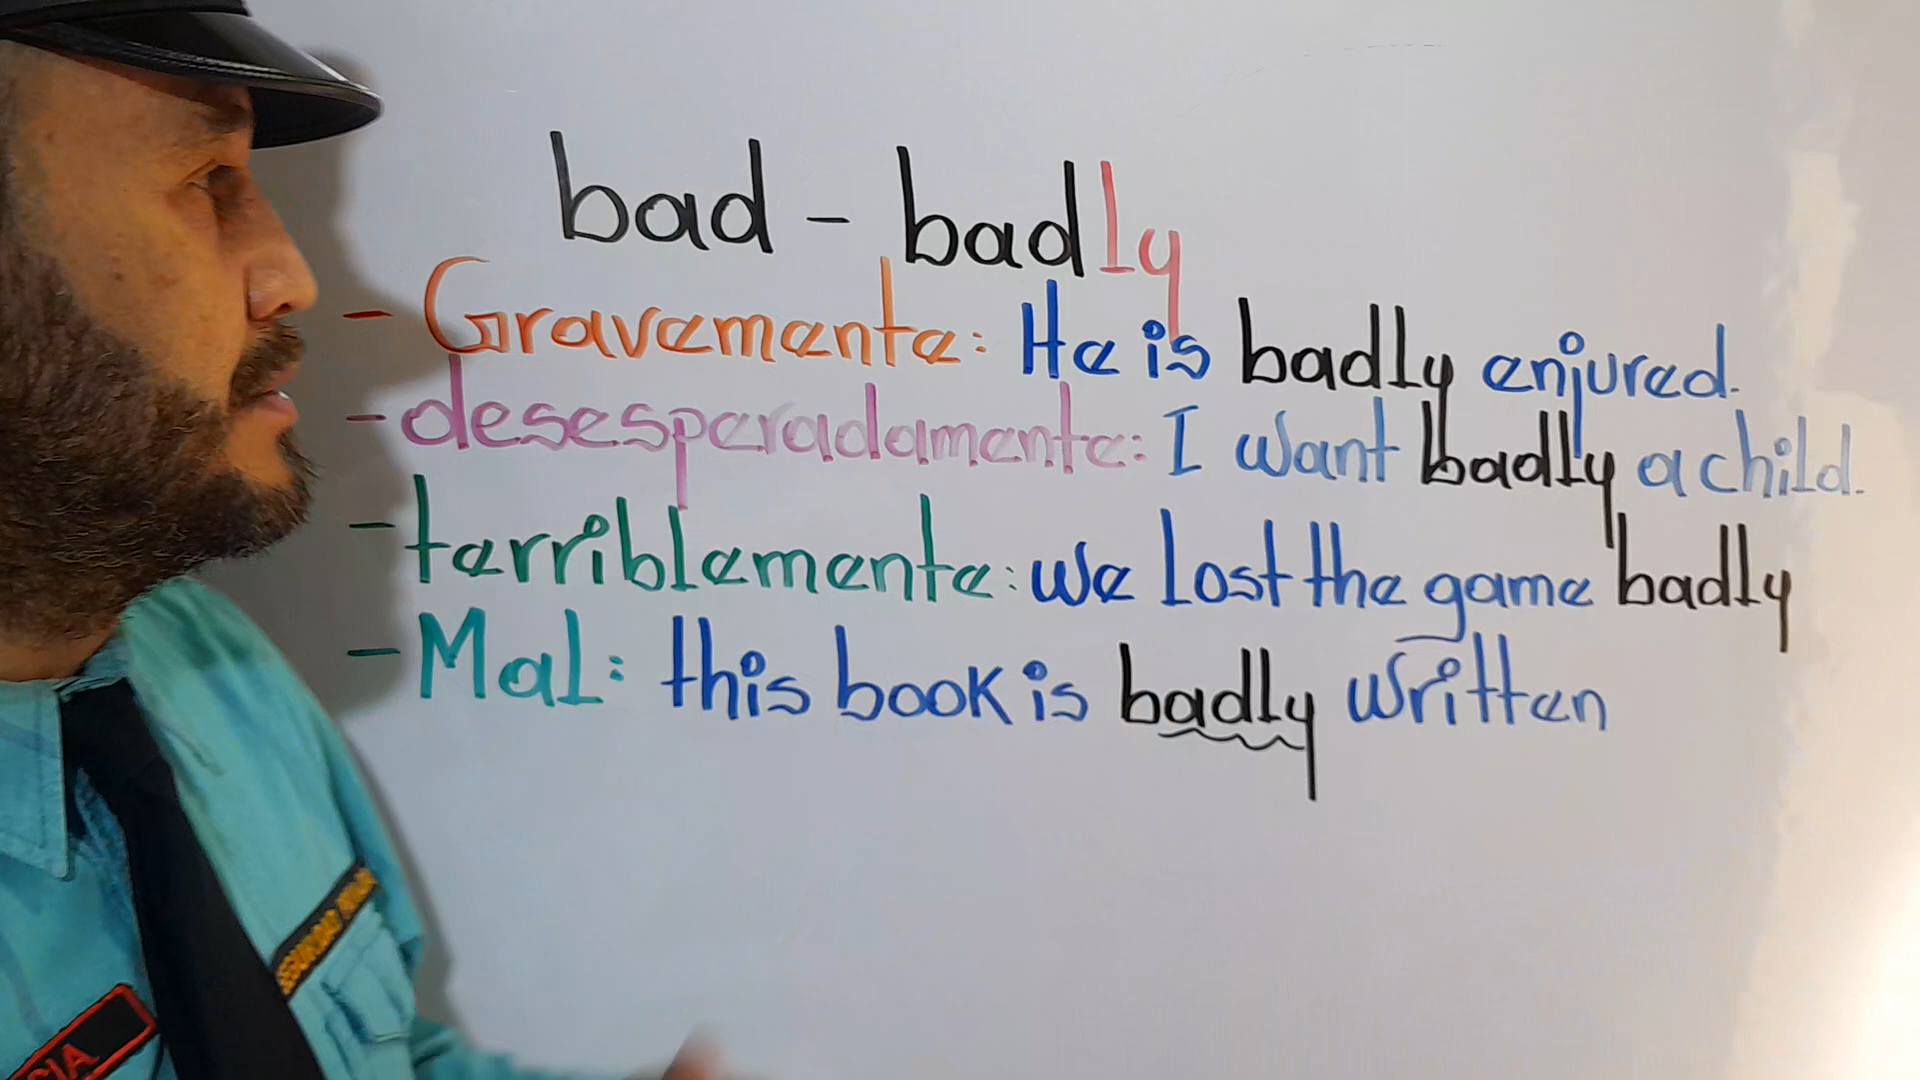 bad - badly
- Gravemente: He is badly enjured.
- desesperadamente: I want badly a child.
- terriblemente: we lost the game badly
- Mal: this book is badly written